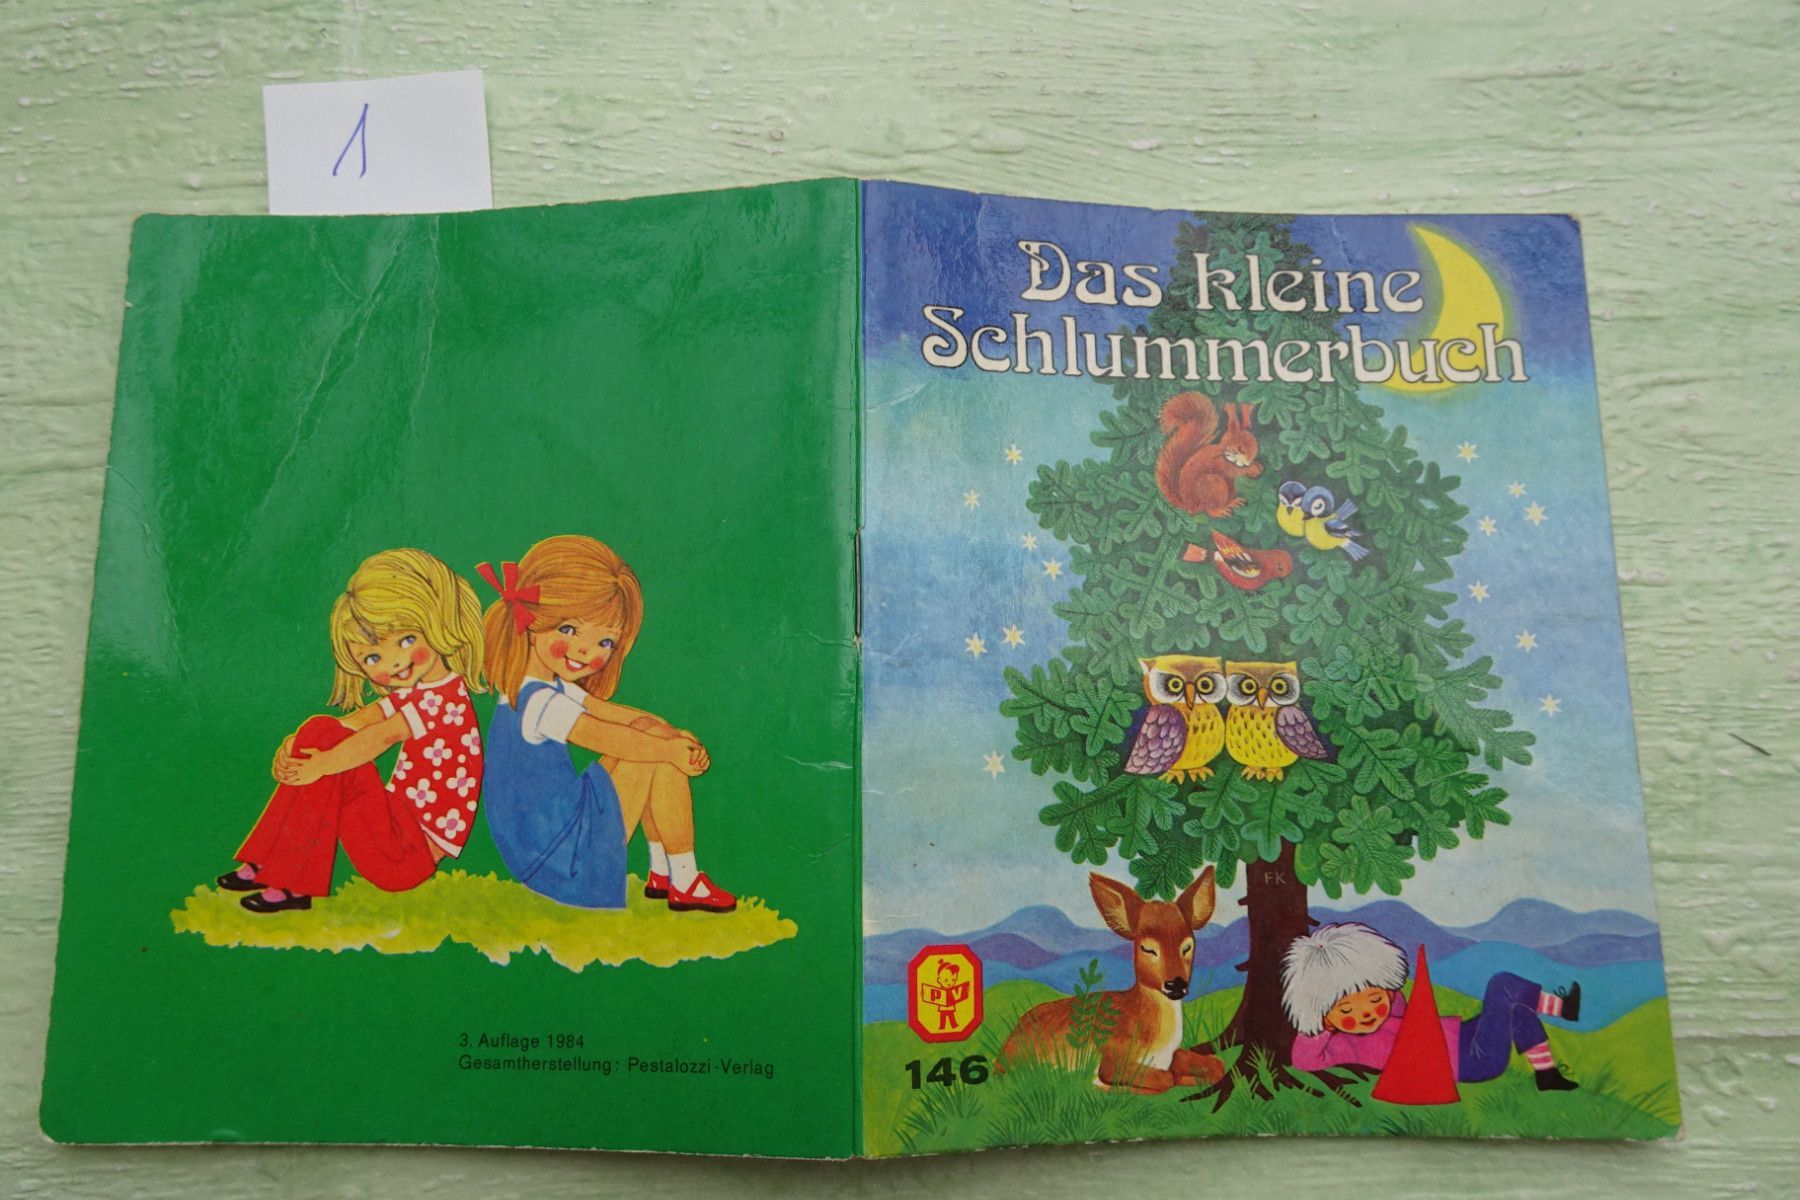 1
Das kleine
Schlummerbuch
FK
PV
146
3. Auflage 1984
Gesamtherstellung: Pestalozzi-Verlag